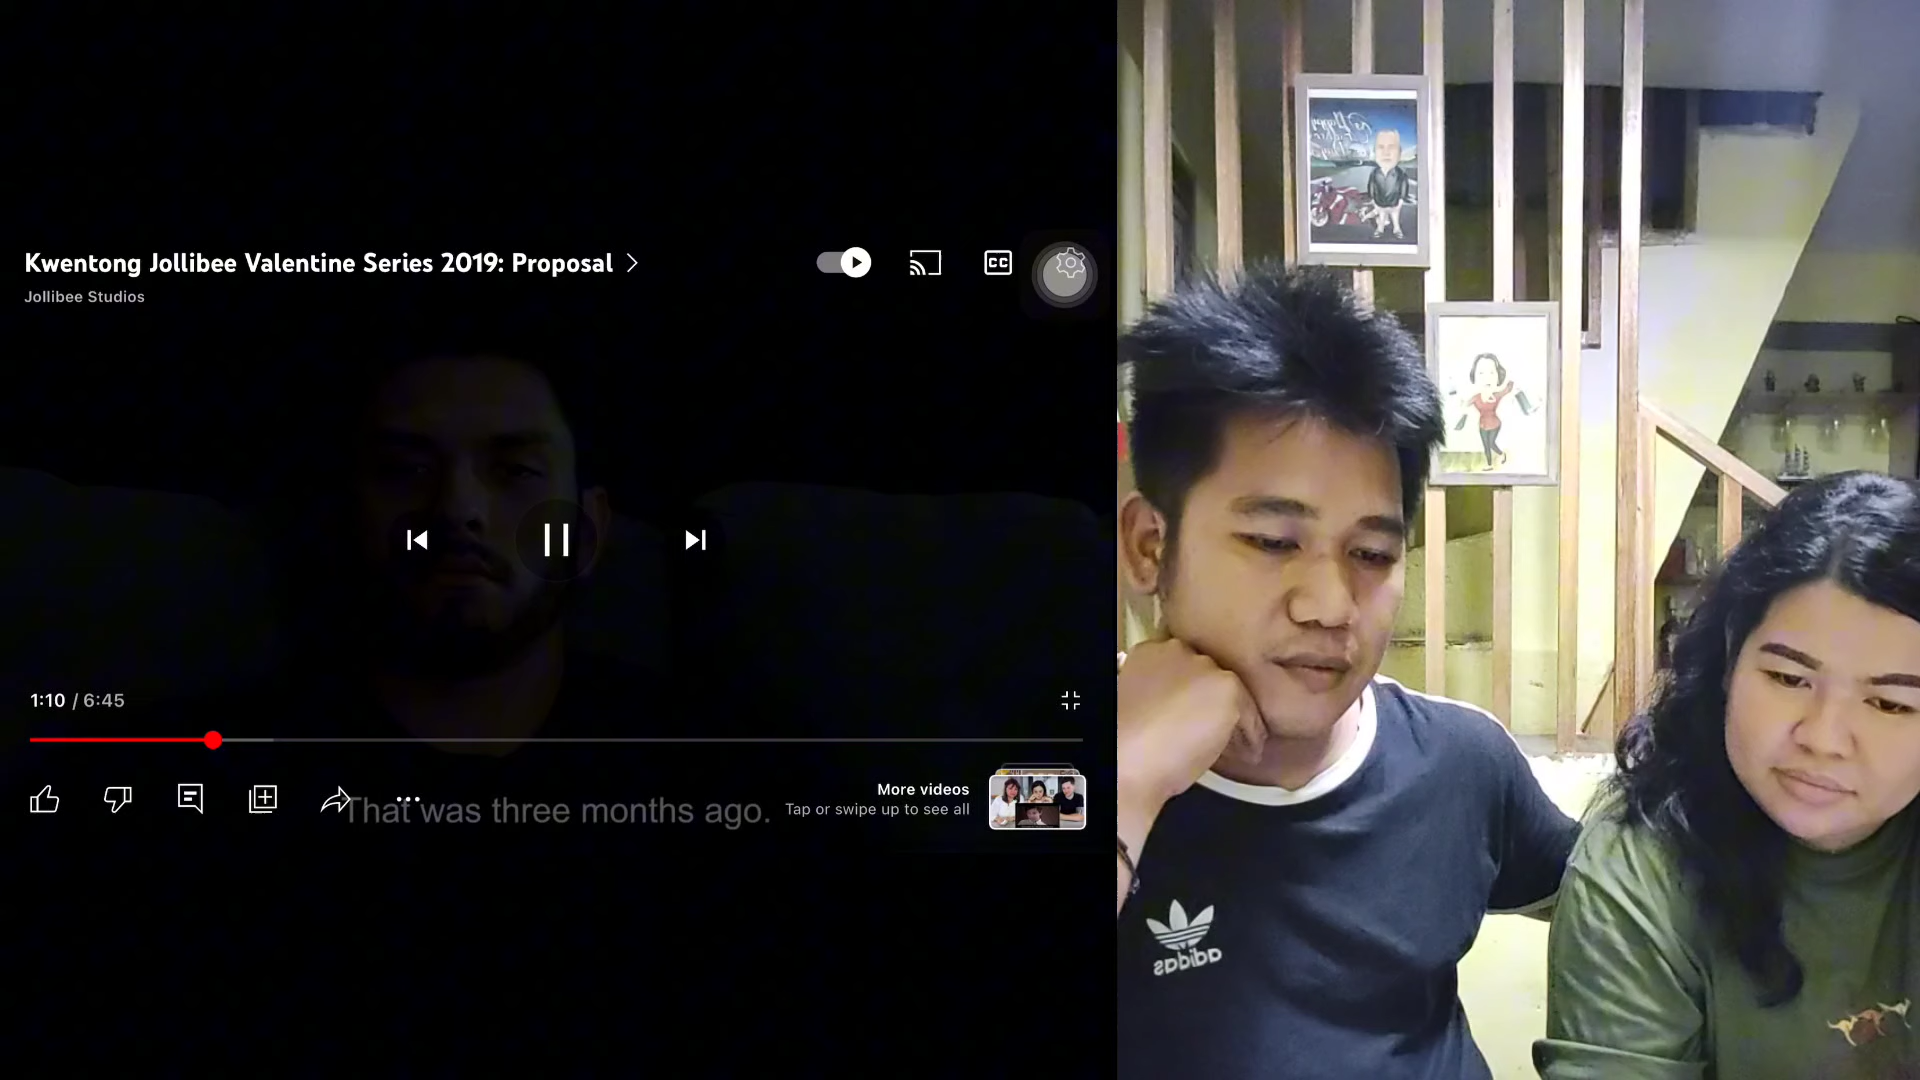 Kwentong Jollibee Valentine Series 2019: Proposal
Jollibee Studios
CC
1:10 / 6:45
That was three months ago.
More videos
Tap or swipe up to see all
adidas